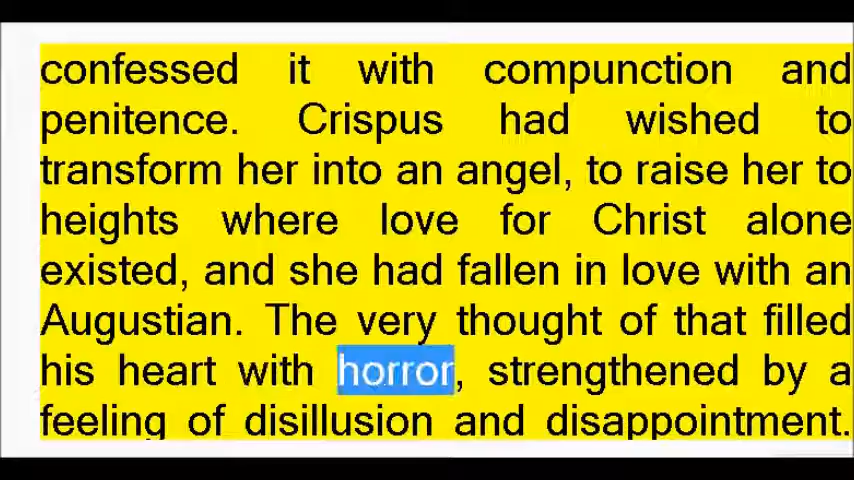 confessed it with compunction and
penitence. Crispus had wished to
transform her into an angel, to raise her to
heights where love for Christ alone
existed, and she had fallen in love with an
Augustian. The very thought of that filled
his heart with horror, strengthened by a
feeling of disillusion and disappointment.